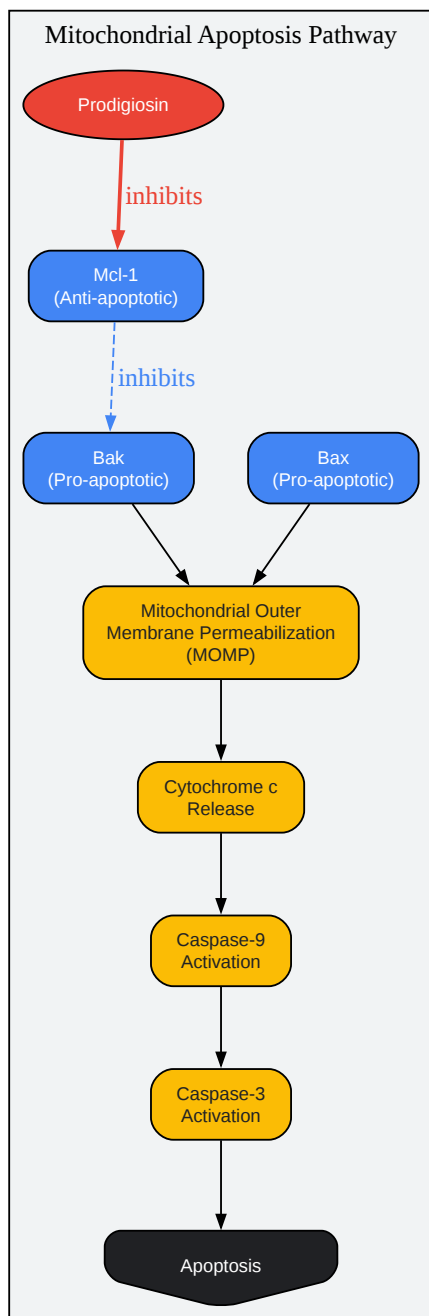 Mitochondrial Apoptosis Pathway
Prodigiosin
inhibits
Mcl-1
(Anti-apoptotic)
inhibits
Bak
(Pro-apoptotic)
Bax
(Pro-apoptotic)
Mitochondrial Outer
Membrane Permeabilization
(MOMP)
Cytochrome c
Release
Caspase-9
Activation
Caspase-3
Activation
Apoptosis